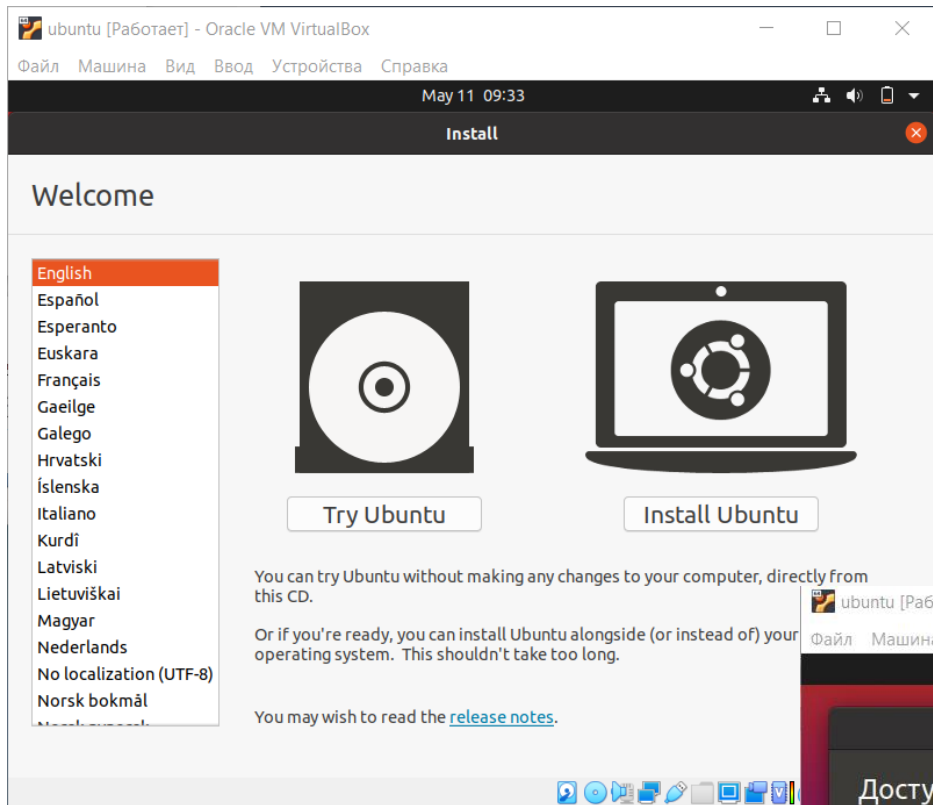 ubuntu [Работает] - Oracle VM VirtualBox
Файл Машина Вид Ввод Устройства Справка
May 11 09:33
Install
Welcome
English
Español
Esperanto
Euskara
Français
Gaeilge
Galego
Hrvatski
Íslenska
Italiano
Kurdî
Latviski
Lietuviškai
Magyar
Nederlands
No localization (UTF-8)
Norsk bokmål
Try Ubuntu
Install Ubuntu
You can try Ubuntu without making any changes to your computer, directly from
this CD.
Or if you're ready, you can install Ubuntu alongside (or instead of) your
operating system. This shouldn't take too long.
You may wish to read the release notes.
ubuntu [Раб
Файл Машина
Досту